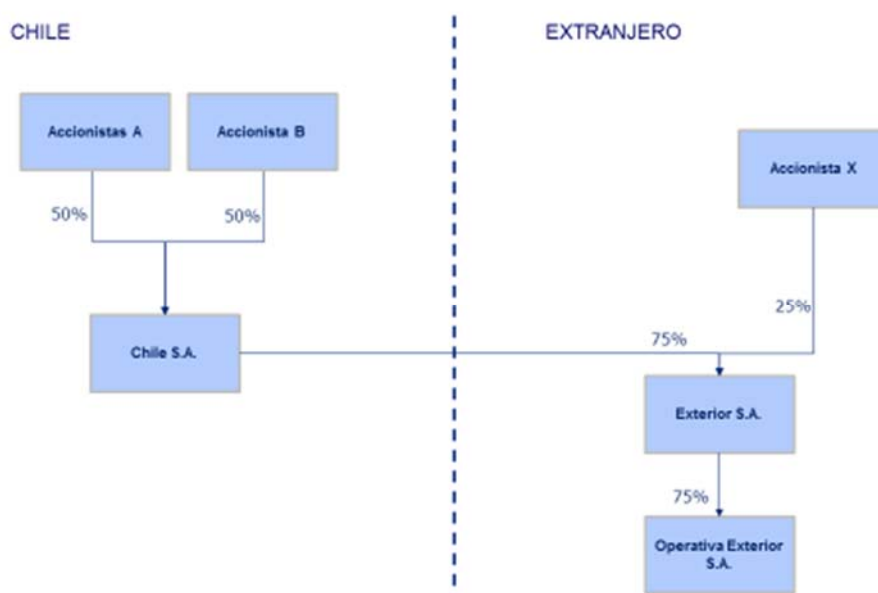 CHILE
EXTRANJERO
Accionistas A
Accionista B
Accionista X
50%
50%
25%
Chile S.A.
75%
Exterior S.A.
75%
Operativa Exterior
S.A.